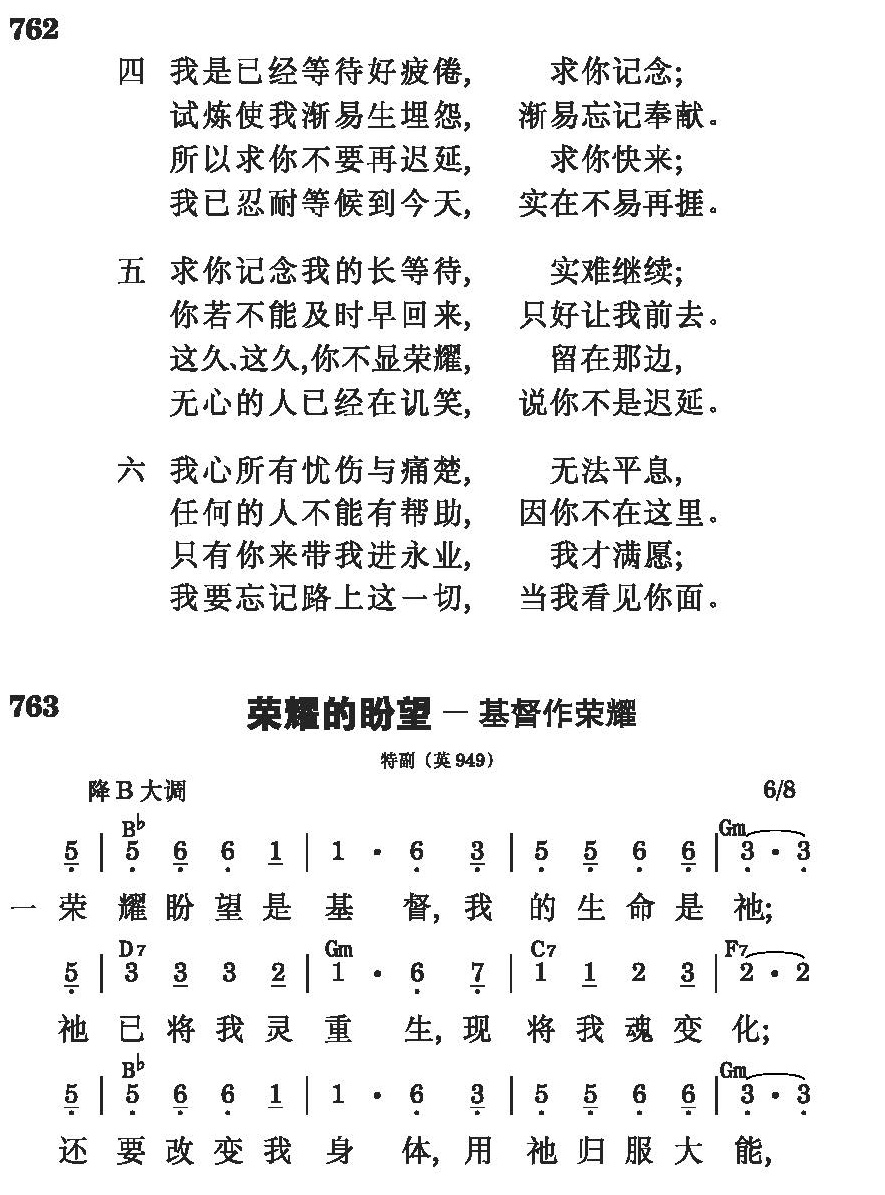 762
四 我是已经等待好疲倦, 求你记念;
试炼使我渐易生埋怨, 渐易忘记奉献。
所以求你不要再迟延, 求你快来;
我已忍耐等候到今天, 实在不易再捱。
五 求你记念我的长等待, 实难继续;
你若不能及时早回来, 只好让我前去。
这久、这久,你不显荣耀, 留在那边,
无心的人已经在讥笑, 说你不是迟延。
六 我心所有忧伤与痛楚, 无法平息,
任何的人不能有帮助, 因你不在这里。
只有你来带我进永业, 我才满愿;
我要忘记路上这一切, 当我看见你面。
763 荣耀的盼望 — 基督作荣耀
特副（英949）
降B大调 6/8
B♭ Gm
5 | 5 6 6 1 | 1 · 6 3 | 5 5 6 6 | 3 · 3
一 荣 耀 盼 望 是 基 督, 我 的 生 命 是 祂;
D7 Gm C7 F7
5 | 3 3 3 2 | 1 · 6 7 | 1 1 2 3 | 2 · 2
祂 已 将 我 灵 重 生, 现 将 我 魂 变 化;
B♭ Gm
5 | 5 6 6 1 | 1 · 6 3 | 5 5 6 6 | 3 · 3
还 要 改 变 我 身 体, 用 祂 归 服 大 能,